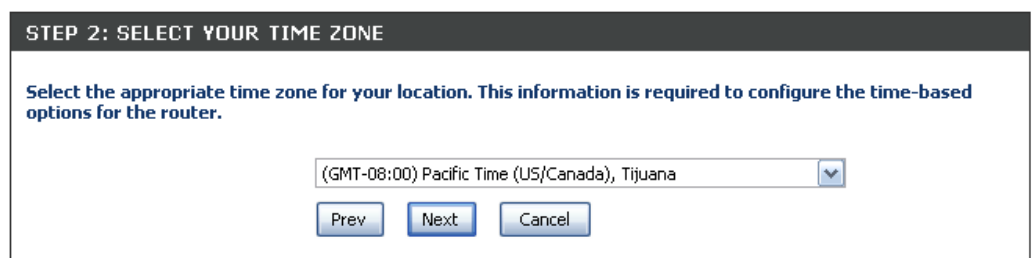 STEP 2: SELECT YOUR TIME ZONE
Select the appropriate time zone for your location. This information is required to configure the time-based
options for the router.
(GMT-08:00) Pacific Time (US/Canada), Tijuana
Prev Next Cancel